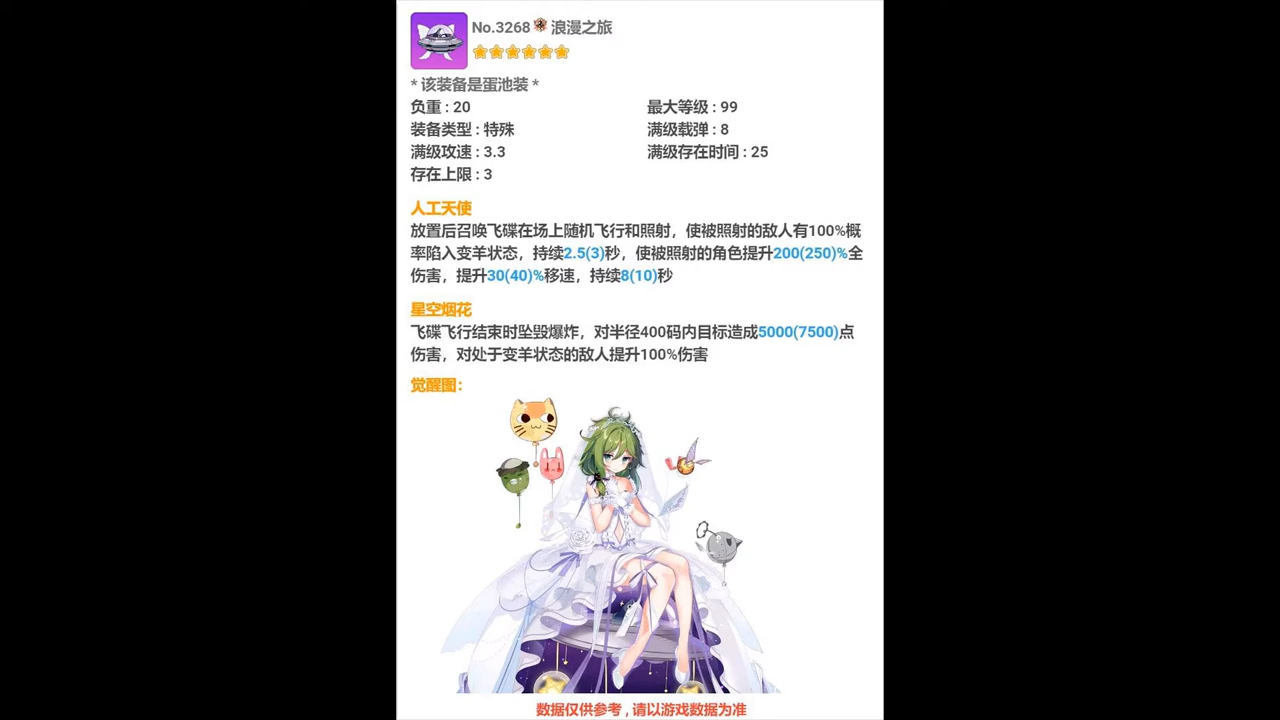 No.3268 浪漫之旅
* 该装备是蛋池装 *
负重 : 20
最大等级 : 99
装备类型 : 特殊
满级载弹 : 8
满级攻速 : 3.3
满级存在时间 : 25
存在上限 : 3
人工天使
放置后召唤飞碟在场上随机飞行和照射，使被照射的敌人有100%概
率陷入变羊状态，持续2.5(3)秒，使被照射的角色提升200(250)%全
伤害，提升30(40)%移速，持续8(10)秒
星空烟花
飞碟飞行结束时坠毁爆炸，对半径400码内目标造成5000(7500)点
伤害，对处于变羊状态的敌人提升100%伤害
觉醒图：
数据仅供参考 , 请以游戏数据为准